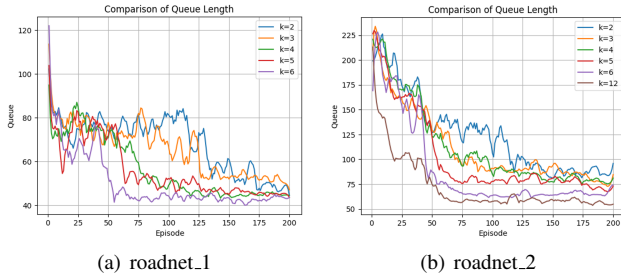 Comparison of Queue Length
120
100
80
60
40
Queue
0
25
50
75
100
125
150
175
200
Episode
k=2
k=3
k=4
k=5
k=6
(a) roadnet_1
Comparison of Queue Length
225
200
175
150
125
100
75
50
Queue
0
25
50
75
100
125
150
175
200
Episode
k=2
k=3
k=4
k=5
k=6
k=12
(b) roadnet_2